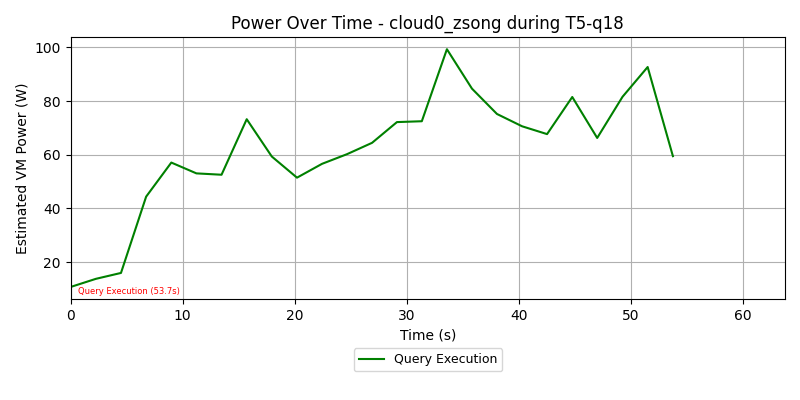 Power Over Time - cloud0_zsong during T5-q18
Estimated VM Power (W)
100
80
60
40
20
Query Execution (53.7s)
0 10 20 30 40 50 60
Time (s)
Query Execution